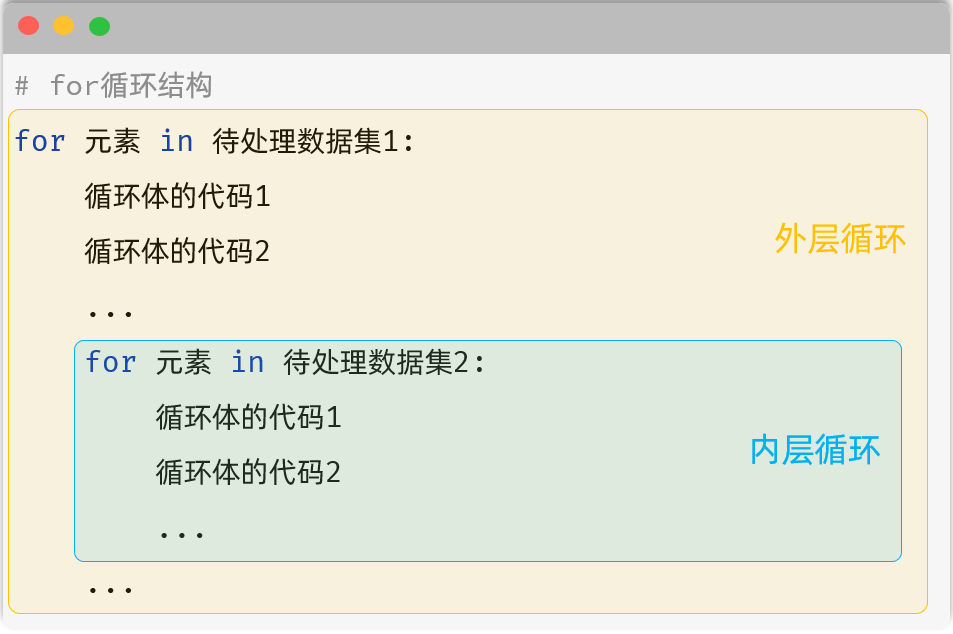 # for循环结构
for 元素 in 待处理数据集1:
循环体的代码1
循环体的代码2
外层循环
...
for 元素 in 待处理数据集2:
循环体的代码1
内层循环
循环体的代码2
...
...